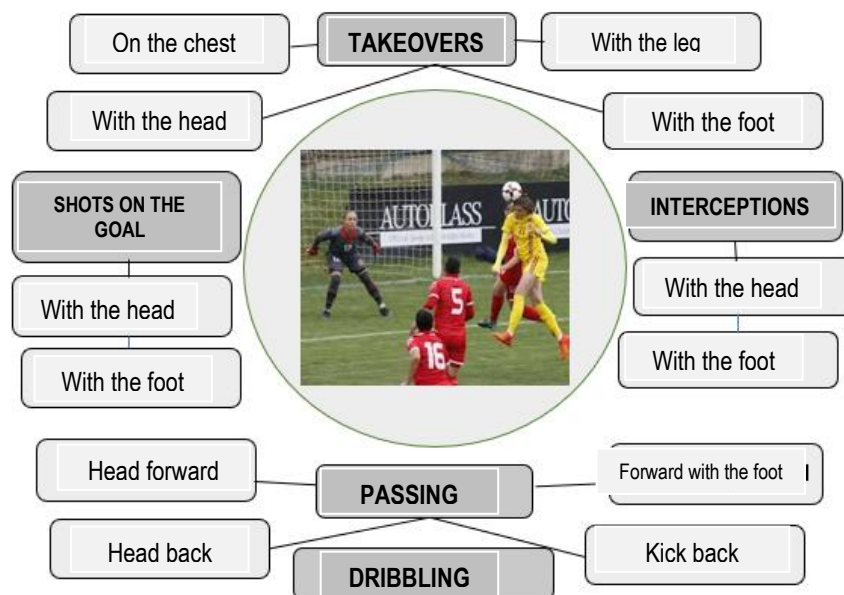 On the chest
TAKEOVERS
With the leg
With the head
With the foot
SHOTS ON THE
GOAL
INTERCEPTIONS
With the head
With the head
With the foot
With the foot
AUTOGLASS
5
16
Head forward
PASSING
Forward with the foot
Head back
Kick back
DRIBBLING